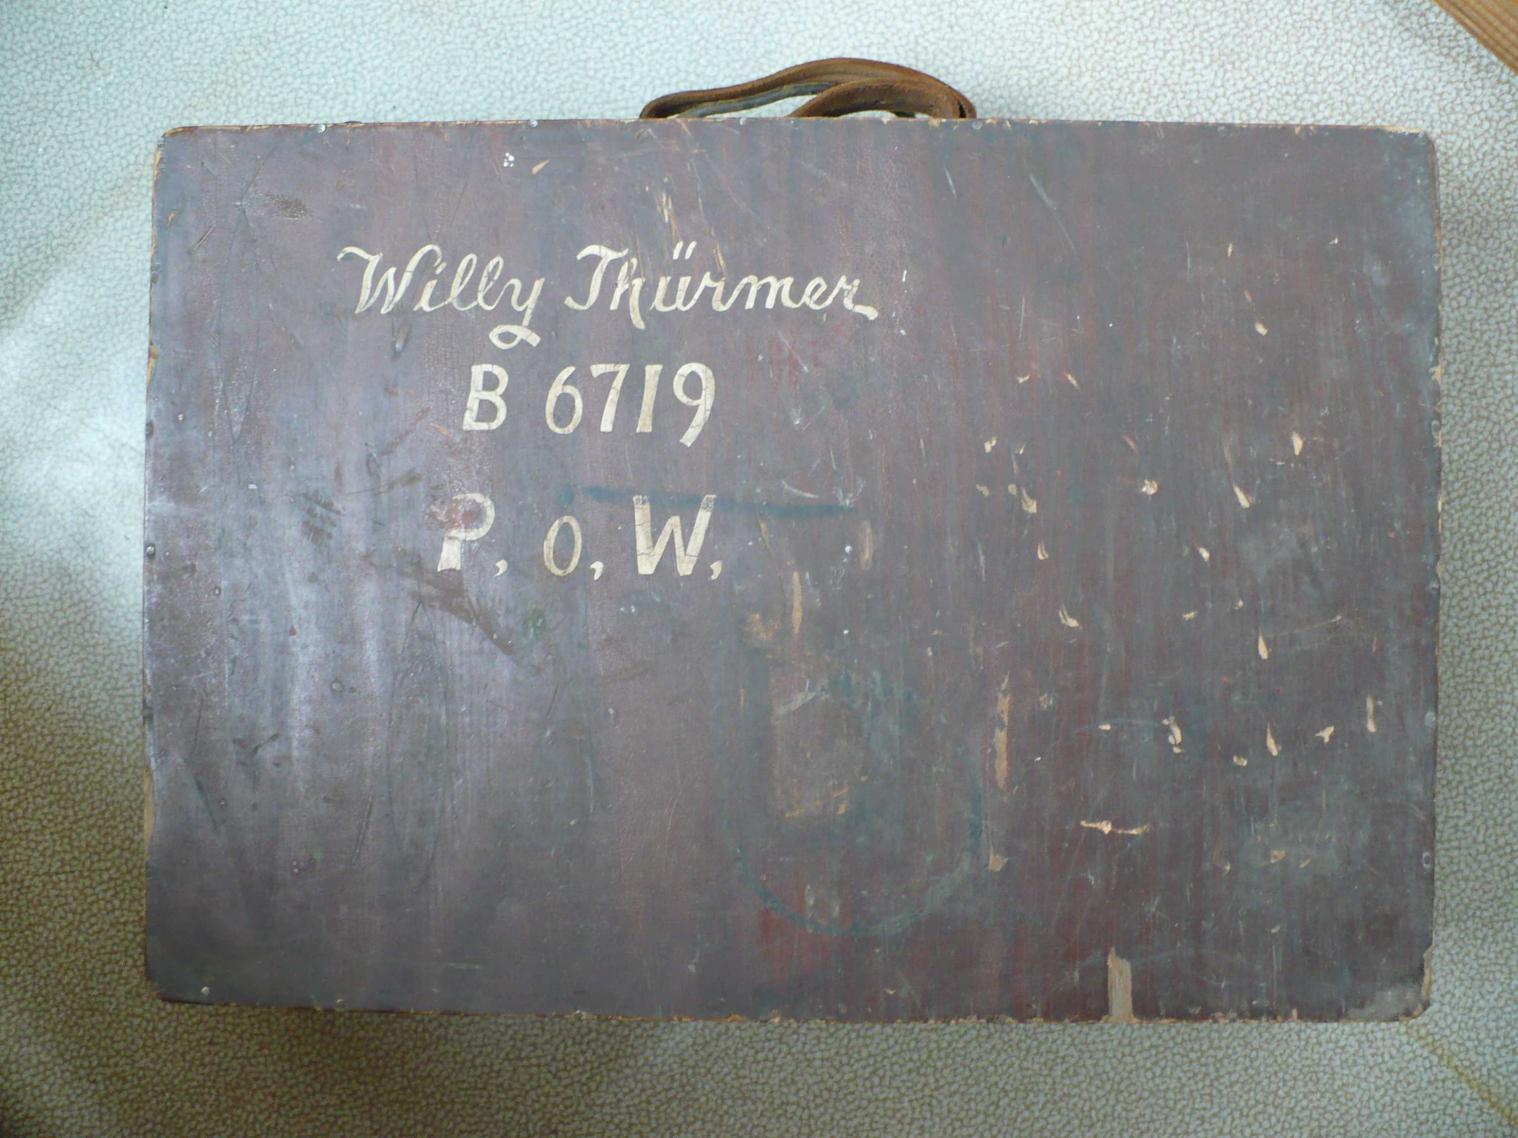 Willy Thürmer
B 6719
P, o, W,